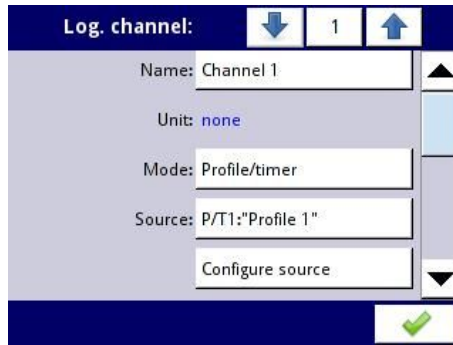 Log. channel: 1
Name: Channel 1
Unit: none
Mode: Profile/timer
Source: P/T1:"Profile 1"
Configure source